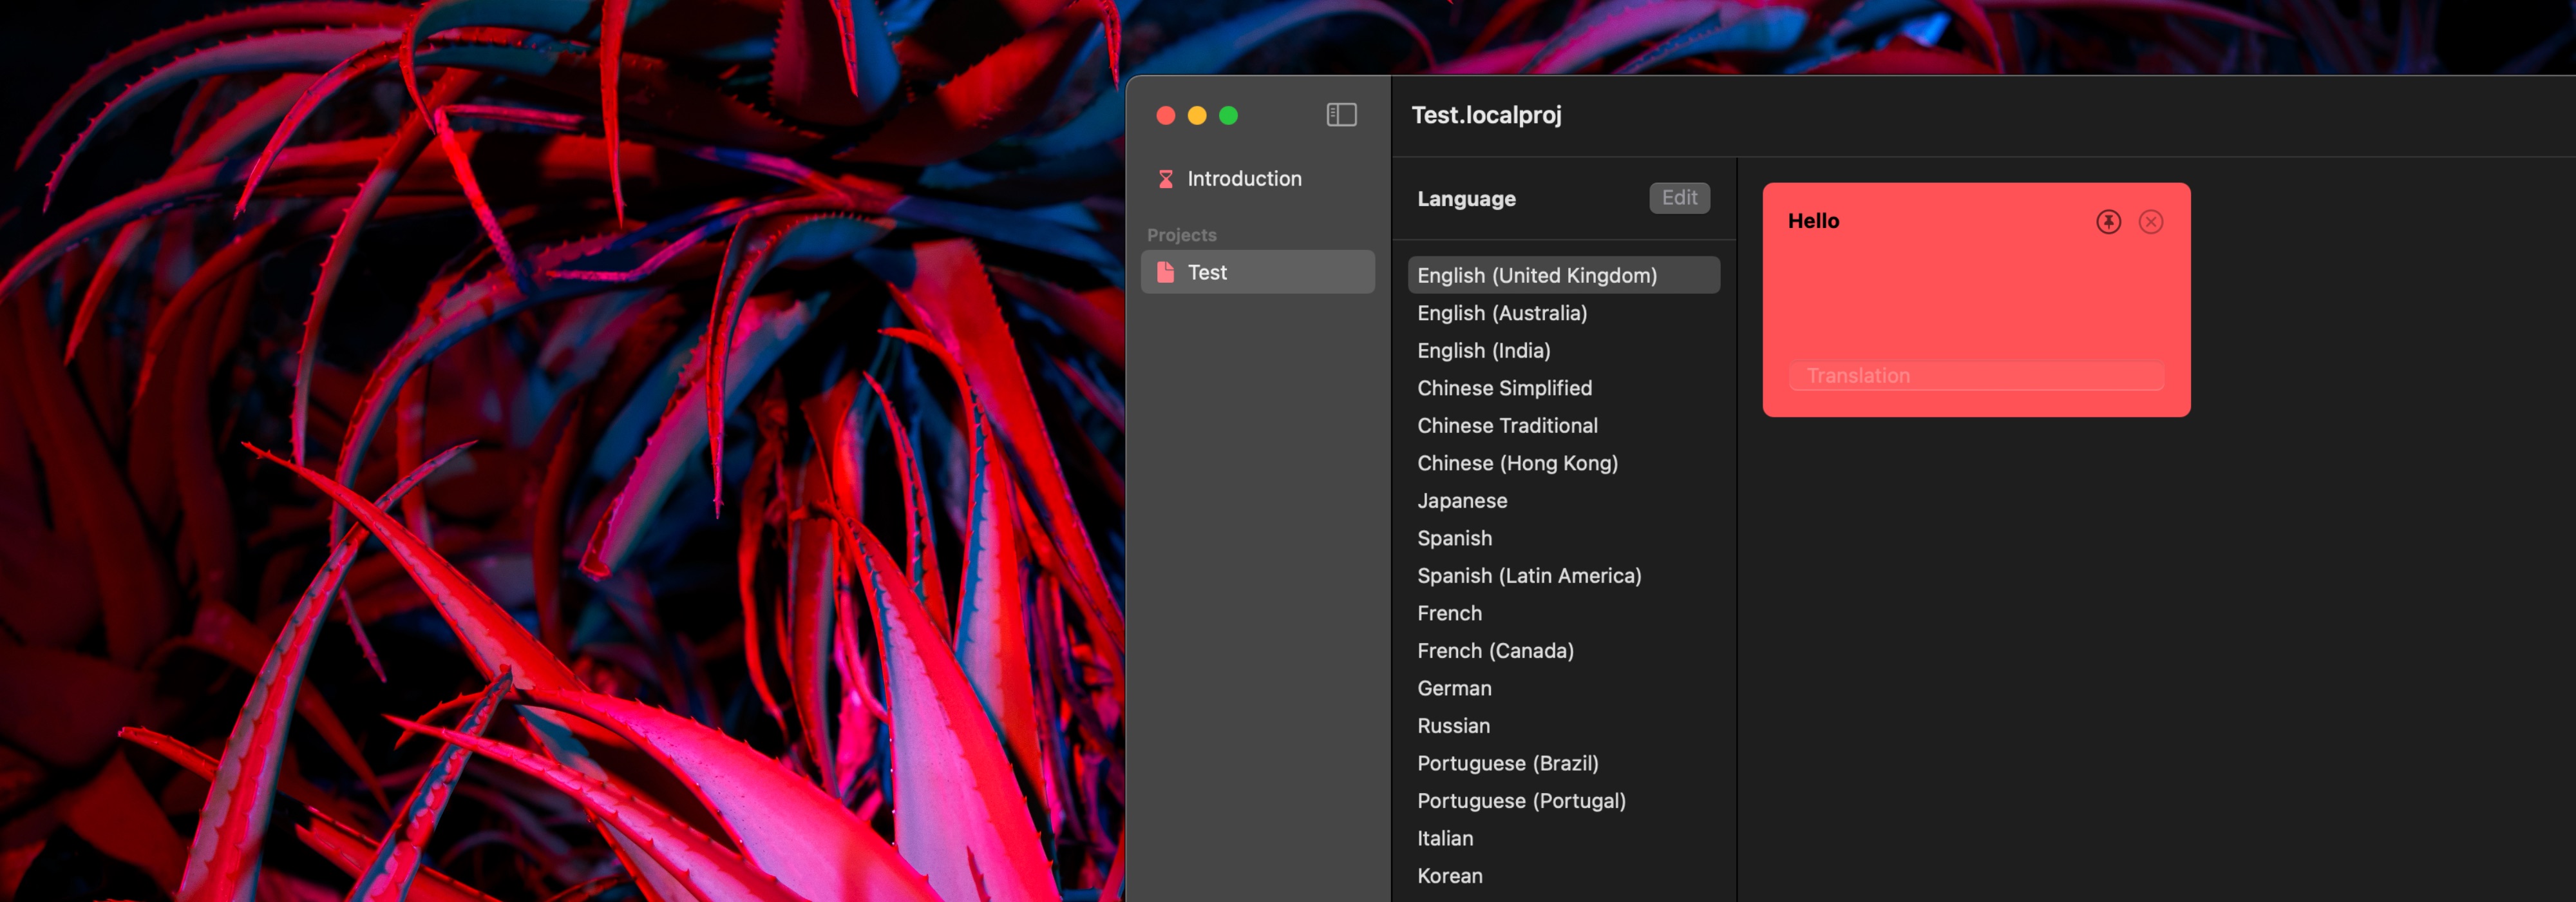 Test.localproj
Introduction
Projects
Test
Language
Edit
English (United Kingdom)
English (Australia)
English (India)
Chinese Simplified
Chinese Traditional
Chinese (Hong Kong)
Japanese
Spanish
Spanish (Latin America)
French
French (Canada)
German
Russian
Portuguese (Brazil)
Portuguese (Portugal)
Italian
Korean
Hello
Translation